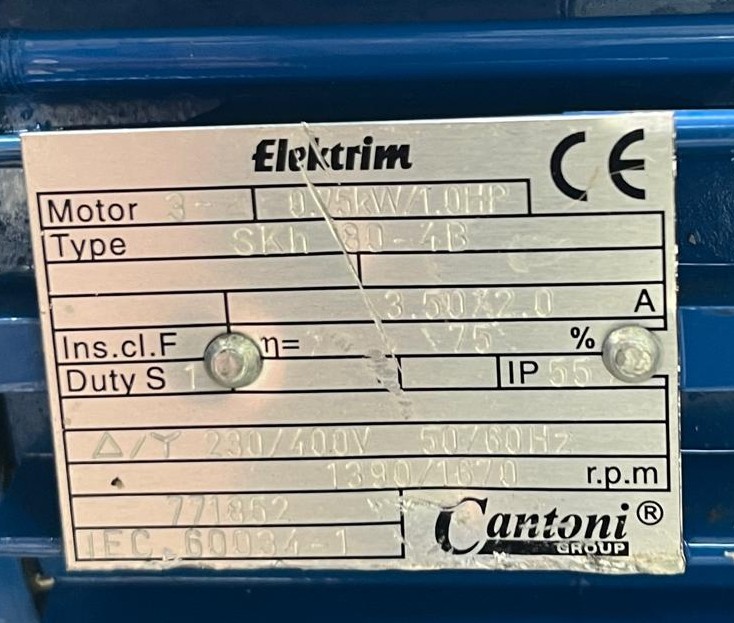 Elektrim CE
Motor 3~ 0.75kW/1.0HP
Type SKh 80-4B
3.50/2.0 A
Ins.cl.F η= 75 %
Duty S 1 IP 55
Δ/Y 230/400V 50/60Hz
1390/1670 r.p.m
771852
IEC 60034-1
Cantoni ®
GROUP